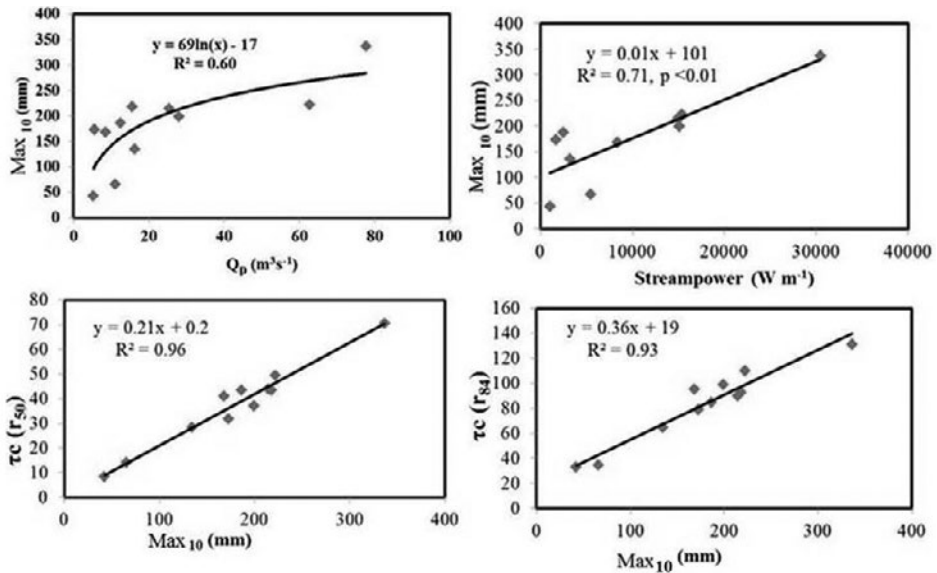 400
350
300
250
200
150
100
50
0
Max 10 (mm)
y = 69ln(x) - 17
R² = 0.60
0 20 40 60 80 100
Qp (m³s⁻¹)
400
350
300
250
200
150
100
50
0
Max 10 (mm)
y = 0.01x + 101
R² = 0.71, p <0.01
0 10000 20000 30000 40000
Streampower (W m⁻¹)
80
70
60
50
40
30
20
10
0
τc (r50)
y = 0.21x + 0.2
R² = 0.96
0 100 200 300 400
Max10 (mm)
160
140
120
100
80
60
40
20
0
τc (r84)
y = 0.36x + 19
R² = 0.93
0 100 200 300 400
Max10 (mm)